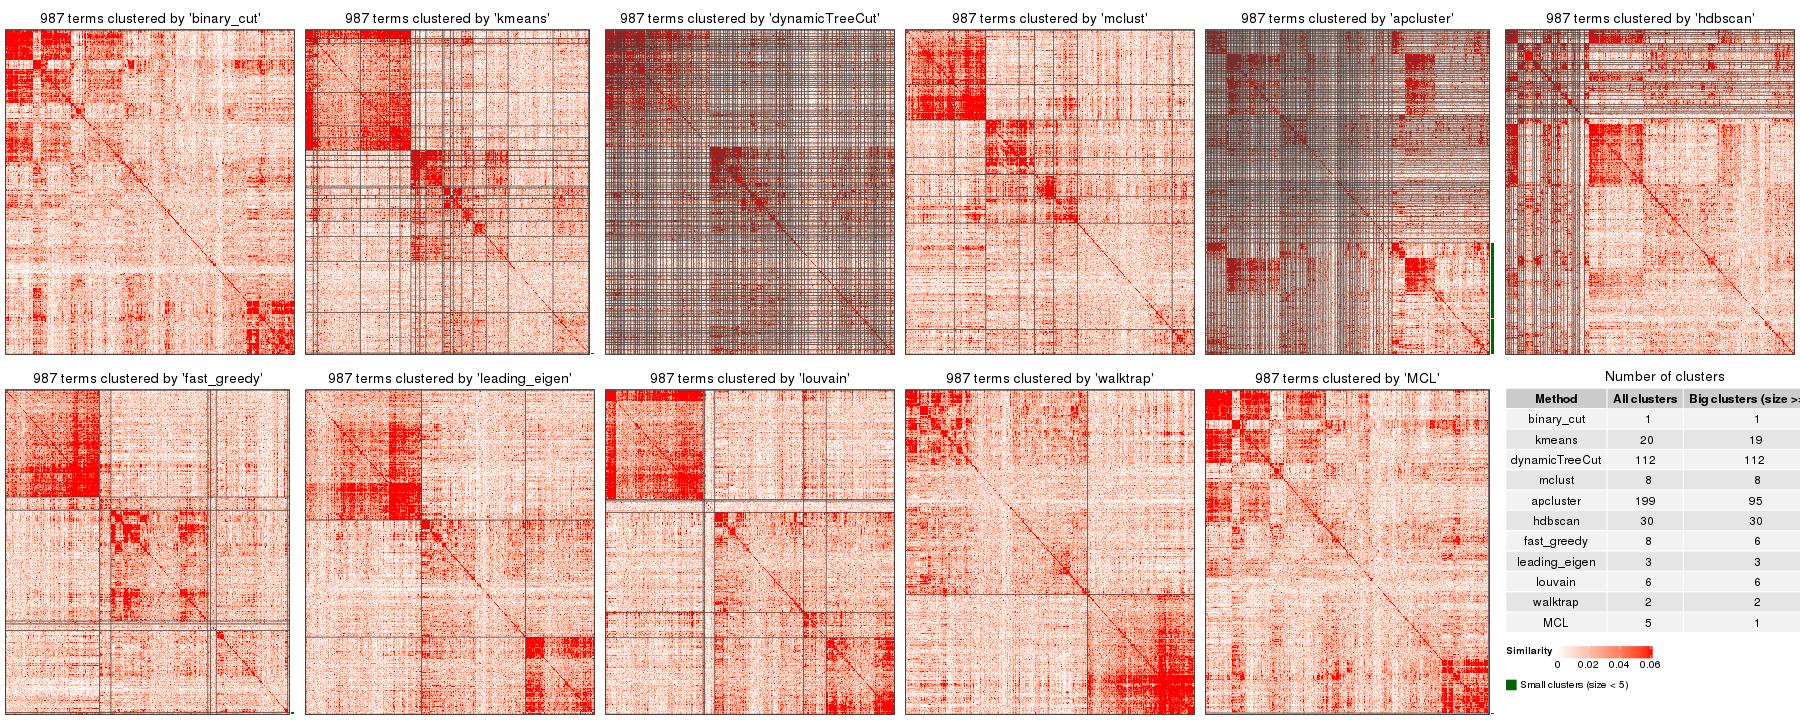 987 terms clustered by 'binary_cut'
987 terms clustered by 'kmeans'
987 terms clustered by 'dynamicTreeCut'
987 terms clustered by 'mclust'
987 terms clustered by 'apcluster'
987 terms clustered by 'hdbscan'
987 terms clustered by 'fast_greedy'
987 terms clustered by 'leading_eigen'
987 terms clustered by 'louvain'
987 terms clustered by 'walktrap'
987 terms clustered by 'MCL'
Number of clusters
Method All clusters Big clusters (size >
binary_cut 1 1
kmeans 20 19
dynamicTreeCut 112 112
mclust 8 8
apcluster 199 95
hdbscan 30 30
fast_greedy 8 6
leading_eigen 3 3
louvain 6 6
walktrap 2 2
MCL 5 1
Similarity
0 0.02 0.04 0.06
Small clusters (size < 5)